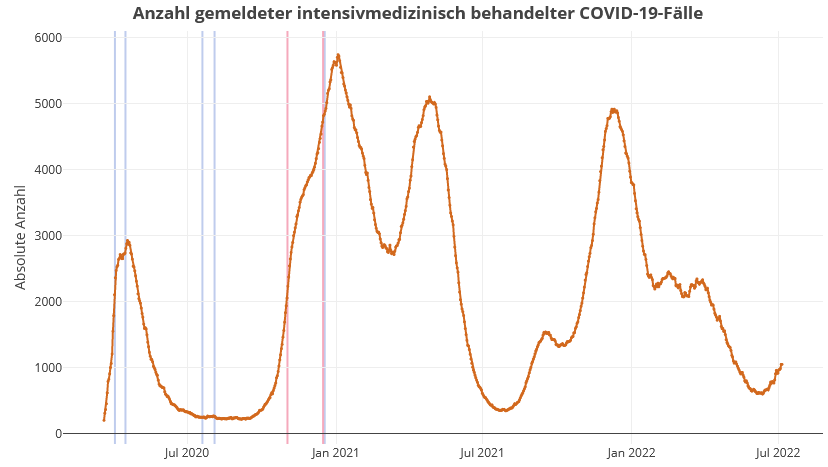 Anzahl gemeldeter intensivmedizinisch behandelter COVID-19-Fälle
6000
5000
4000
3000
2000
1000
0
Absolute Anzahl
Jul 2020
Jan 2021
Jul 2021
Jan 2022
Jul 2022